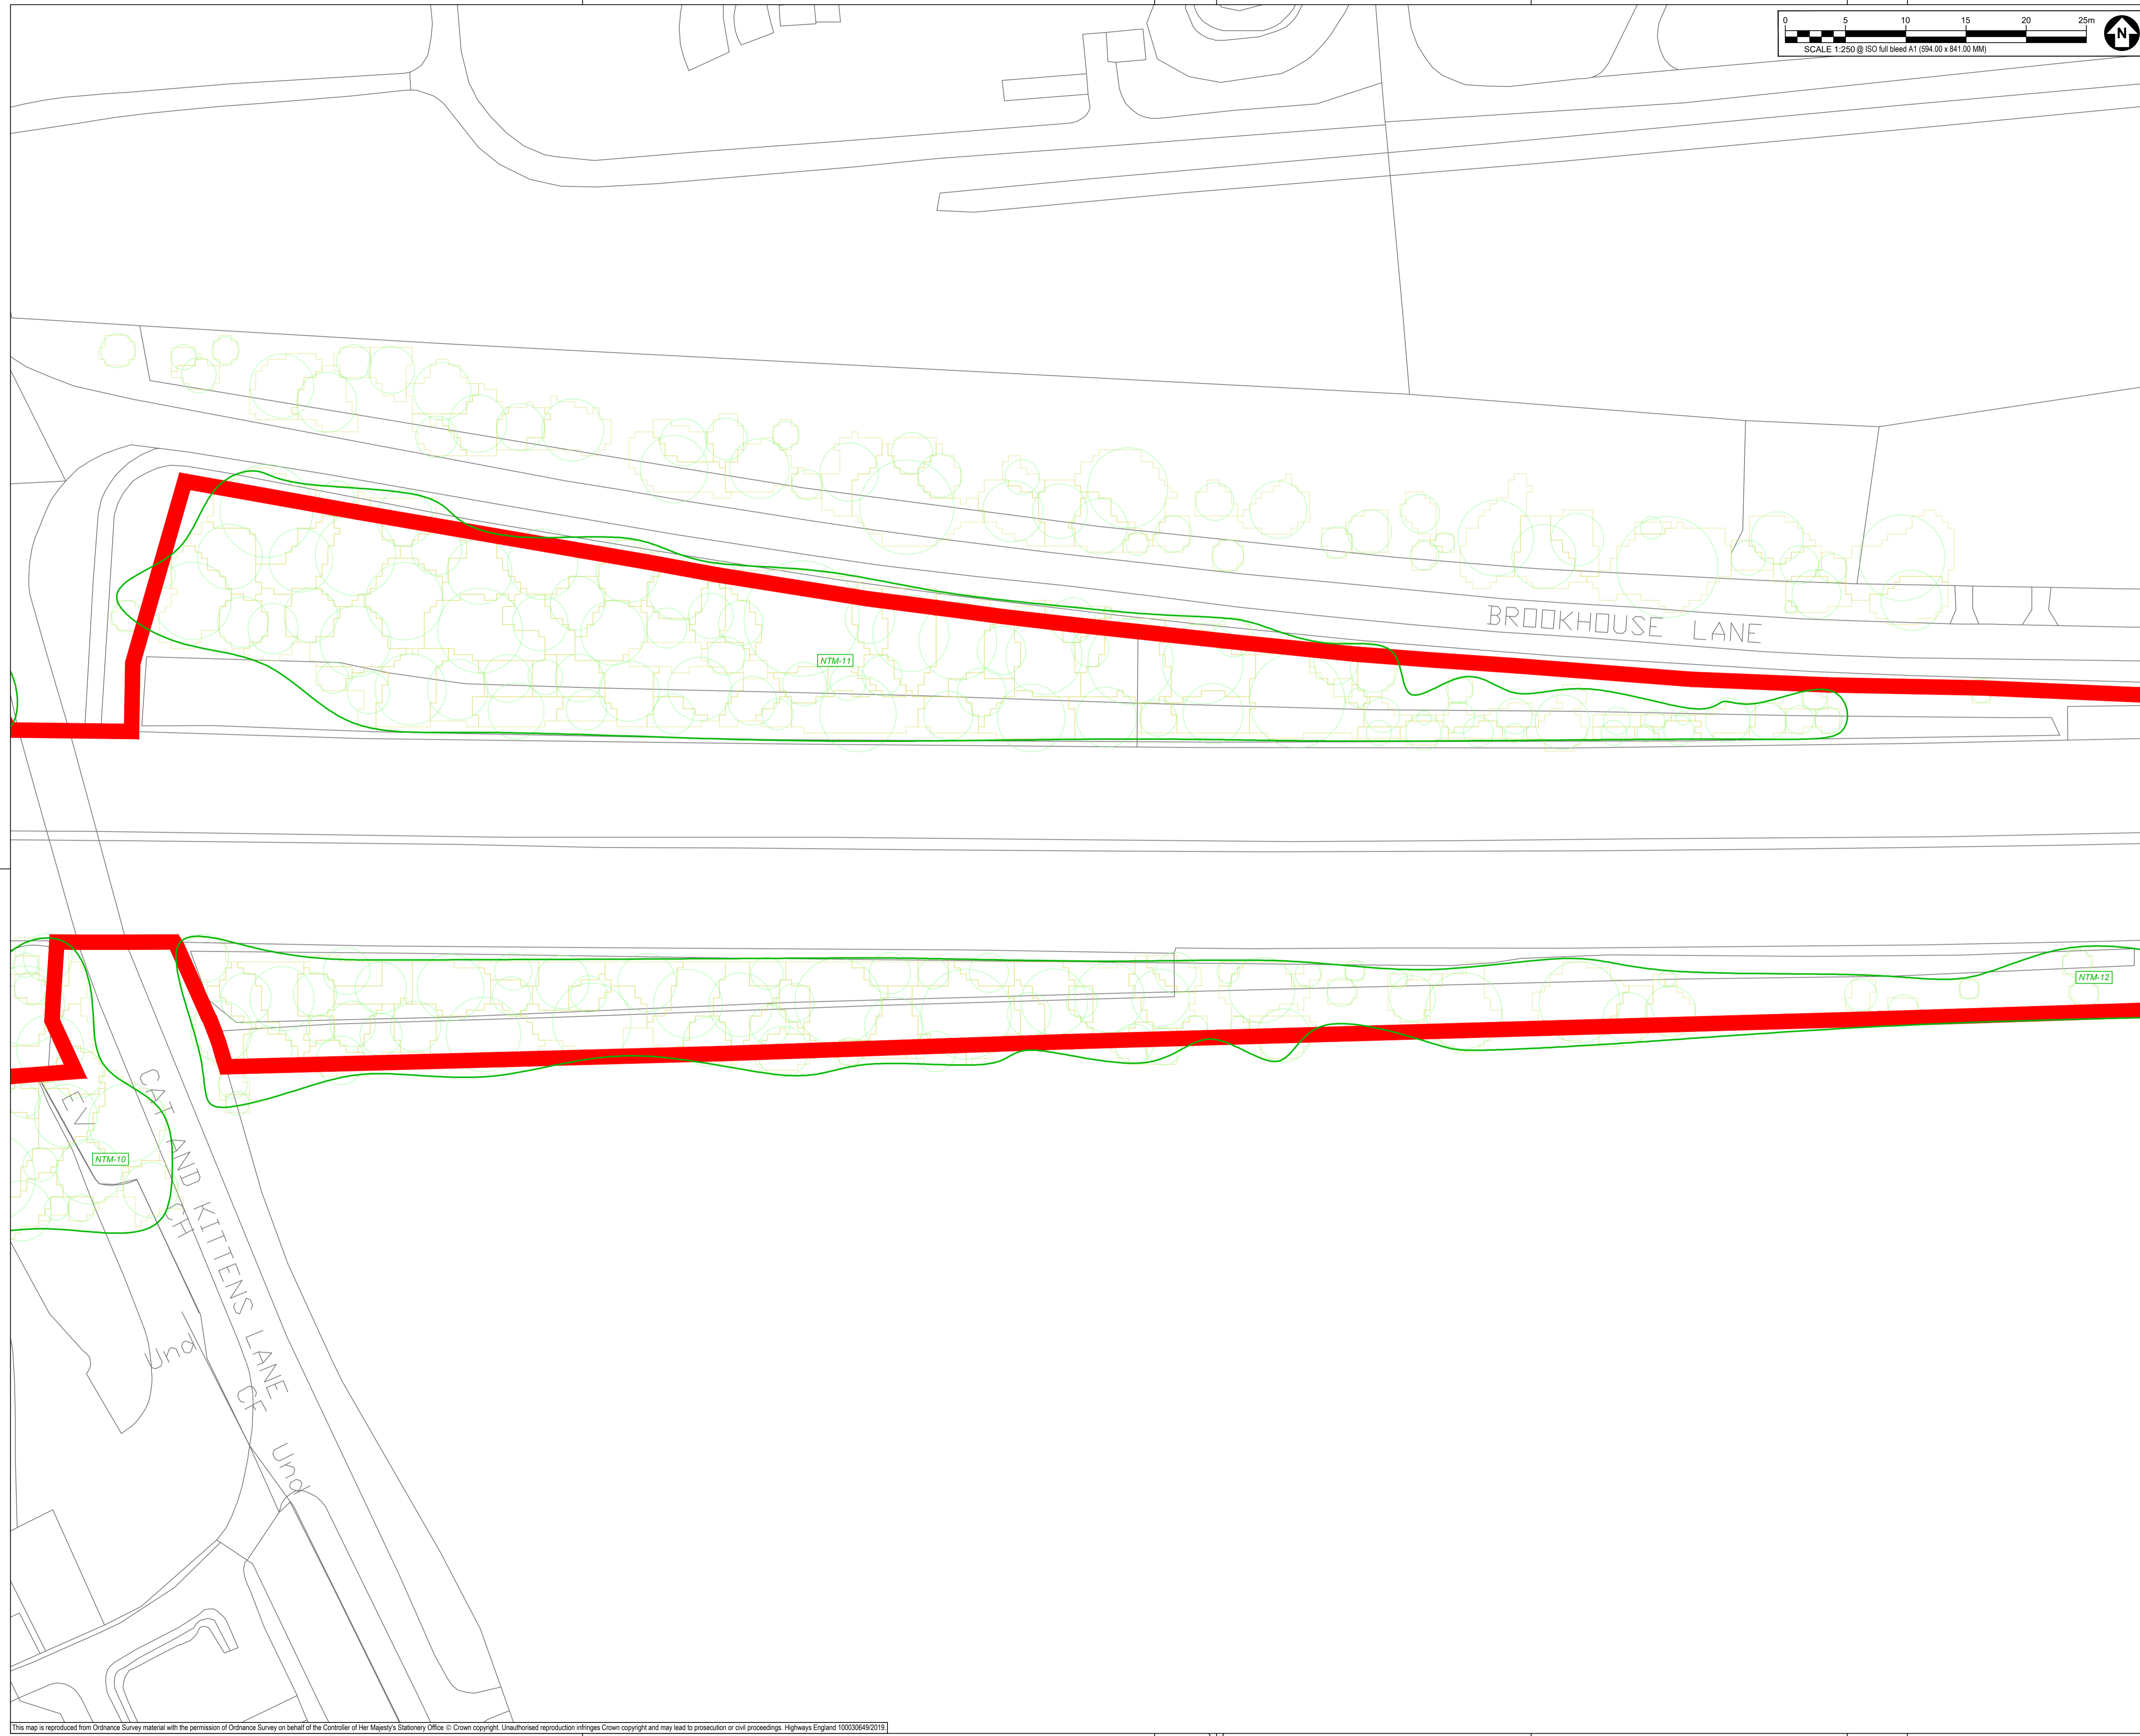 0 5 10 15 20 25m
SCALE 1:250 @ ISO full bleed A1 (594.00 x 841.00 MM)
N
BROOKHOUSE LANE
NTM-11
NTM-12
NTM-10
CAT AND KITTENS LANE
CH
Und
CF
Und
This map is reproduced from Ordnance Survey material with the permission of Ordnance Survey on behalf of the Controller of Her Majesty's Stationery Office © Crown copyright. Unauthorised reproduction infringes Crown copyright and may lead to prosecution or civil proceedings. Highways England 100030649/2019.